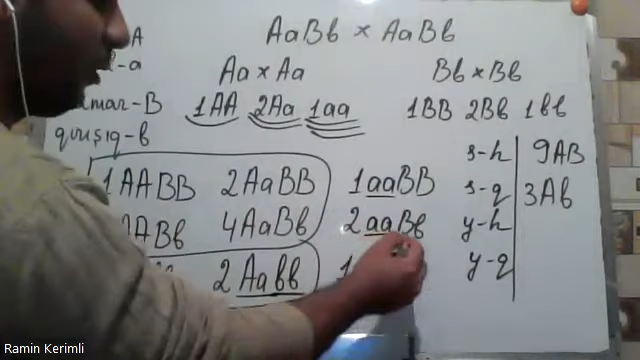 AaBb × AaBb
A
Aa × Aa Bb × Bb
-a
-B 1AA 2Aa 1aa 1BB 2Bb 1bb
qırışıq-b
s-h 9AB
1AABB 2AaBB 1aaBB s-q 3Ab
4AaBb 2aaBb y-h
2Aabb y-q
Ramin Kerimli